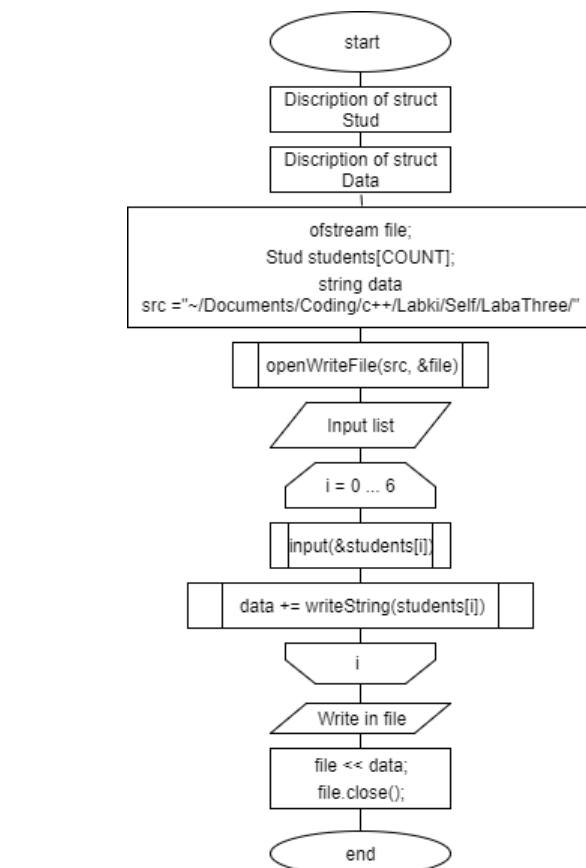 start
Discription of struct
Stud
Discription of struct
Data
ofstream file;
Stud students[COUNT];
string data
src ="~/Documents/Coding/c++/Labki/Self/LabaThree/"
openWriteFile(src, &file)
Input list
i = 0 ... 6
input(&students[i])
data += writeString(students[i])
i
Write in file
file << data;
file.close();
end